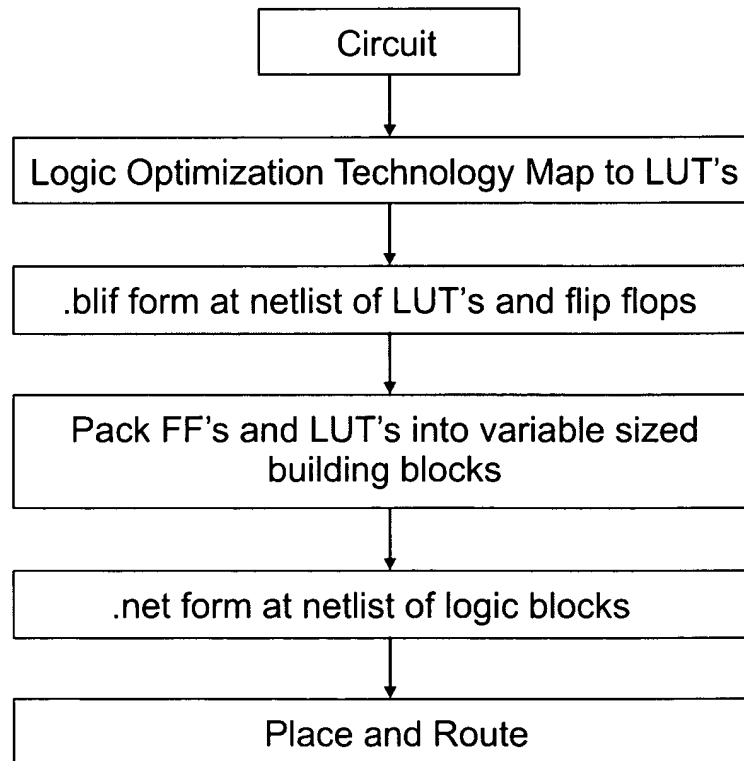 Circuit
Logic Optimization Technology Map to LUT's
.blif form at netlist of LUT's and flip flops
Pack FF's and LUT's into variable sized
building blocks
.net form at netlist of logic blocks
Place and Route